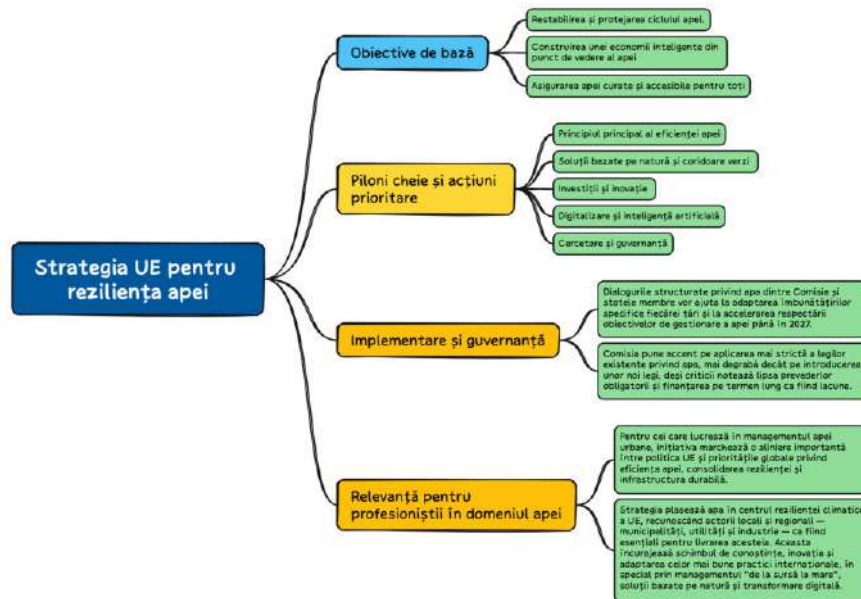 Strategia UE pentru
reziliența apei
Obiective de bază
Restabilirea și protejarea ciclului apei.
Construirea unei economii inteligente din
punct de vedere al apei
Asigurarea apei curate și accesibile pentru toți
Piloni cheie și acțiuni
prioritare
Principiul principal al eficienței apei
Soluții bazate pe natură și coridoare verzi
Investiții și inovație
Digitalizare și inteligență artificială
Cercetare și guvernanță
Implementare și guvernanță
Dialogurile structurate privind apa dintre Comisie și
statele membre vor ajuta la adaptarea îmbunătățirilor
specifice fiecărei țări și la accelerarea respectării
obiectivelor de gestionare a apei până în 2027.
Comisia pune accent pe aplicarea mai strictă a legilor
existente privind apa, mai degrabă decât pe introducerea
unor noi legi, deși criticii notează lipsa prevederilor
obligatorii și finanțarea pe termen lung ca fiind lacune.
Relevanță pentru
profesioniștii în domeniul apei
Pentru cei care lucrează în managementul apei
urbane, inițiativa marchează o aliniere importantă
între politica UE și prioritățile globale privind
eficiența apei, consolidarea rezilienței și
infrastructura durabilă.
Strategia plasează apa în centrul rezilienței climatice
a UE, recunoscând actorii locali și regionali —
municipalități, utilități și industrie — ca fiind
esențiali pentru livrarea acesteia. Aceasta
încurajează schimbul de cunoștințe, inovația și
adaptarea celor mai bune practici internaționale, în
special prin managementul "de la sursă la mare",
soluții bazate pe natură și transformare digitală.